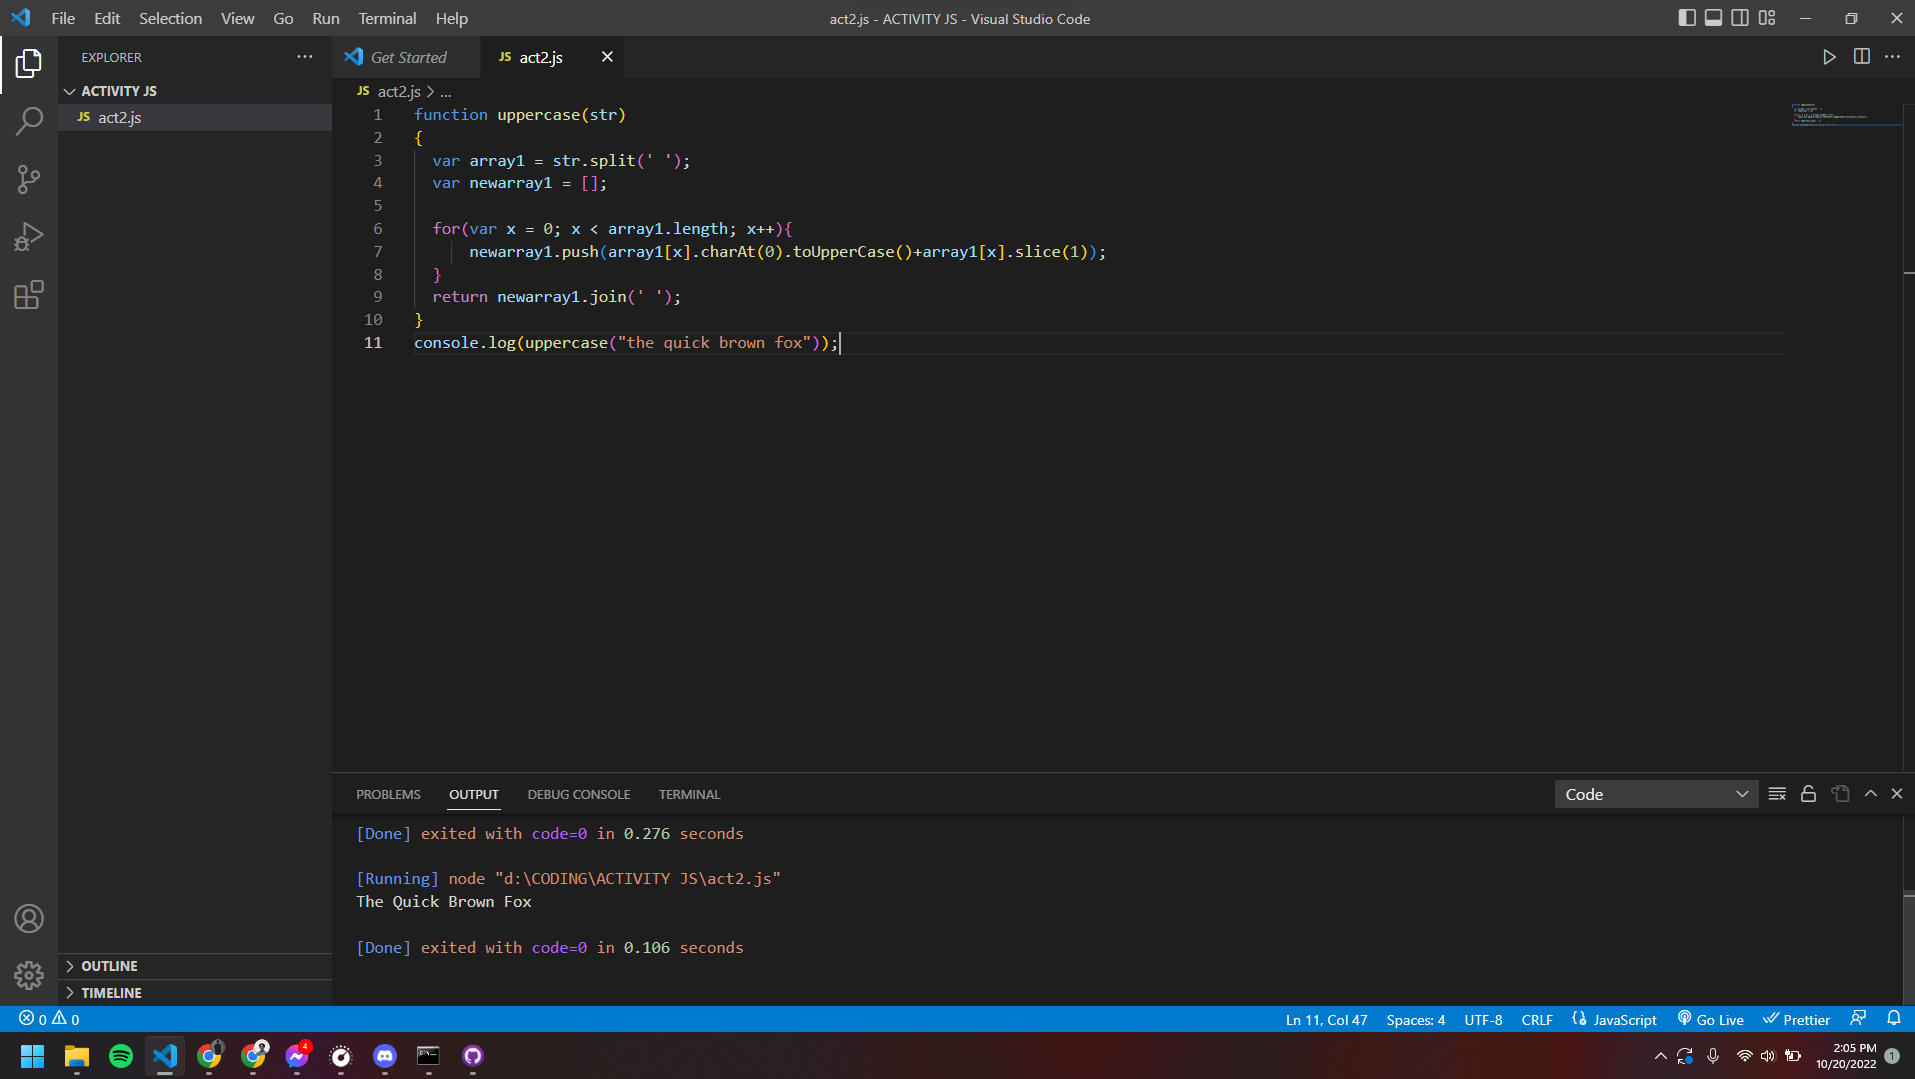 File Edit Selection View Go Run Terminal Help
act2.js - ACTIVITY JS - Visual Studio Code
EXPLORER
ACTIVITY JS
JS act2.js
OUTLINE
TIMELINE
Get Started
JS act2.js
JS act2.js > ...
1 function uppercase(str)
2 {
3 var array1 = str.split(' ');
4 var newarray1 = [];
5
6 for(var x = 0; x < array1.length; x++){
7 newarray1.push(array1[x].charAt(0).toUpperCase()+array1[x].slice(1));
8 }
9 return newarray1.join(' ');
10 }
11 console.log(uppercase("the quick brown fox"));
PROBLEMS OUTPUT DEBUG CONSOLE TERMINAL
Code
[Done] exited with code=0 in 0.276 seconds
[Running] node "d:\CODING\ACTIVITY JS\act2.js"
The Quick Brown Fox
[Done] exited with code=0 in 0.106 seconds
0 0
Ln 11, Col 47 Spaces: 4 UTF-8 CRLF {} JavaScript Go Live Prettier
4
2:05 PM
10/20/2022
1